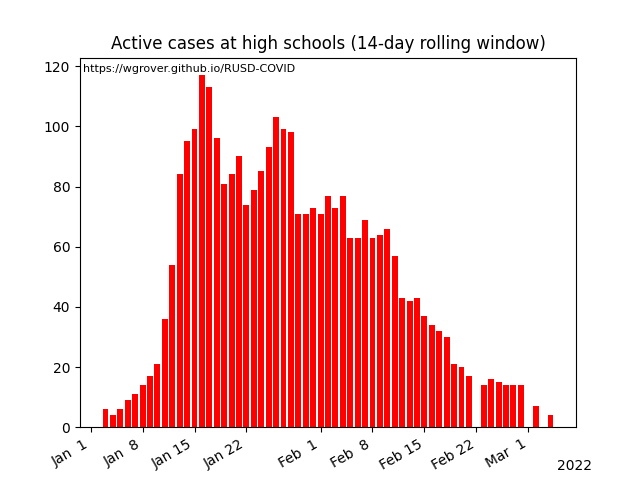 Active cases at high schools (14-day rolling window)
https://wgrover.github.io/RUSD-COVID
120
100
80
60
40
20
0
Jan 1
Jan 8
Jan 15
Jan 22
Feb 1
Feb 8
Feb 15
Feb 22
Mar 1
2022